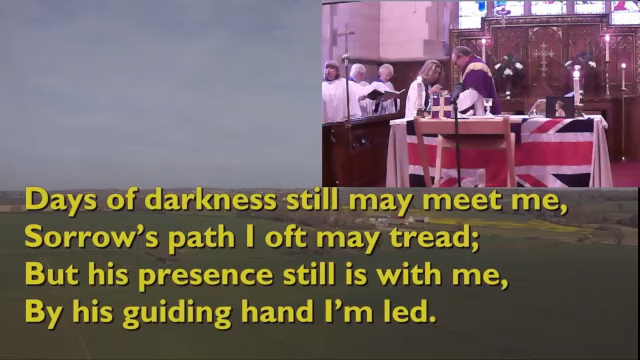 Days of darkness still may meet me,
Sorrow's path I oft may tread;
But his presence still is with me,
By his guiding hand I'm led.